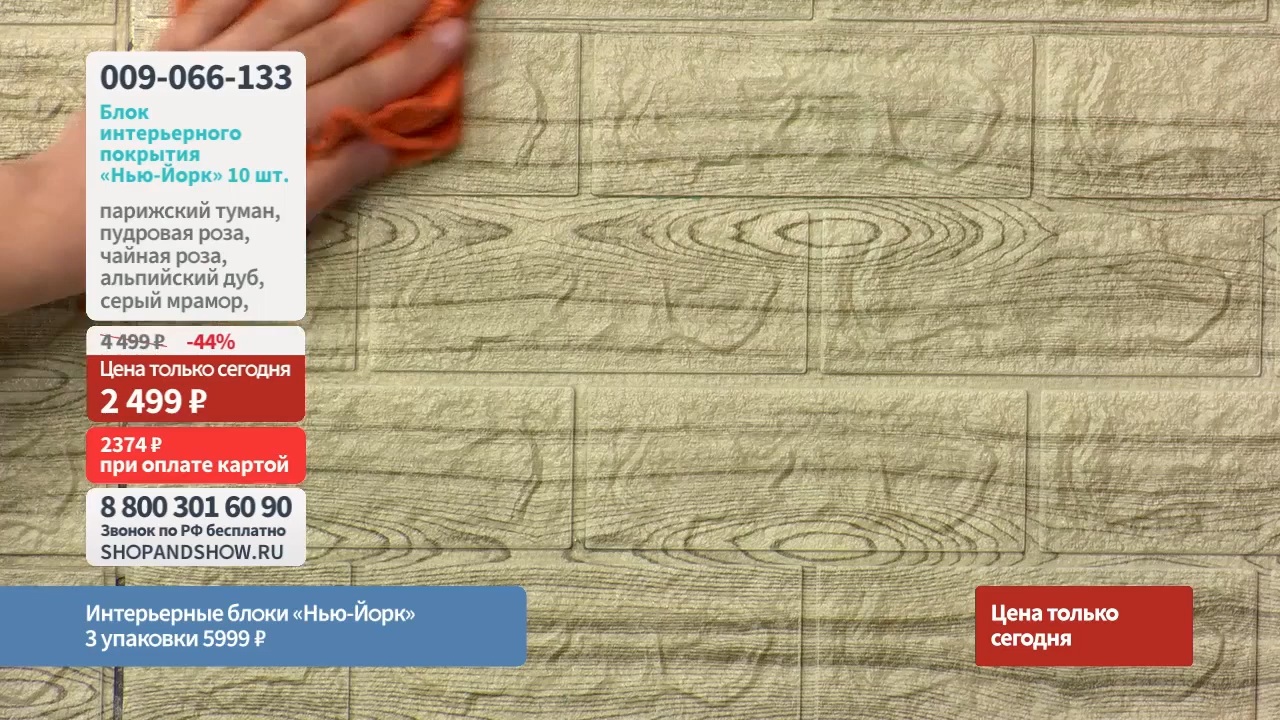 009-066-133
Блок
интерьерного
покрытия
«Нью-Йорк» 10 шт.
парижский туман,
пудровая роза,
чайная роза,
альпийский дуб,
серый мрамор,
4 499 ₽ -44%
Цена только сегодня
2 499 ₽
2374 ₽
при оплате картой
8 800 301 60 90
Звонок по РФ бесплатно
SHOPANDSHOW.RU
Интерьерные блоки «Нью-Йорк»
3 упаковки 5999 ₽
Цена только
сегодня